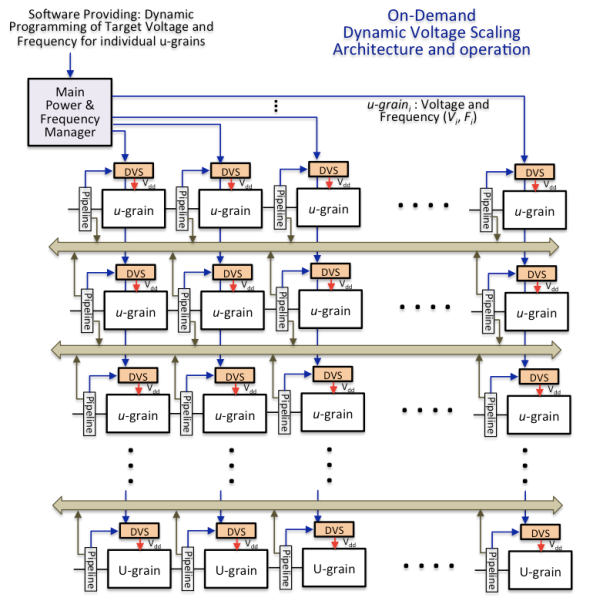 Software Providing: Dynamic
Programming of Target Voltage and
Frequency for individual u-grains
On-Demand
Dynamic Voltage Scaling
Architecture and operation
Main
Power &
Frequency
Manager
u-grainᵢ : Voltage and
Frequency (Vᵢ, Fᵢ)
DVS DVS DVS DVS
Vdd Vdd Vdd Vdd
Pipeline Pipeline Pipeline Pipeline
u-grain u-grain u-grain u-grain
DVS DVS DVS DVS
Vdd Vdd Vdd Vdd
Pipeline Pipeline Pipeline Pipeline
u-grain u-grain u-grain u-grain
DVS DVS DVS DVS
Vdd Vdd Vdd Vdd
Pipeline Pipeline Pipeline Pipeline
u-grain u-grain u-grain u-grain
DVS DVS DVS DVS
Vdd Vdd Vdd Vdd
Pipeline Pipeline Pipeline Pipeline
U-grain U-grain U-grain U-grain